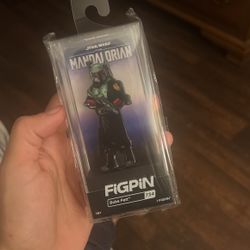 STAR WARS
THE
MANDALORIAN
FiGPiN
Boba Fett